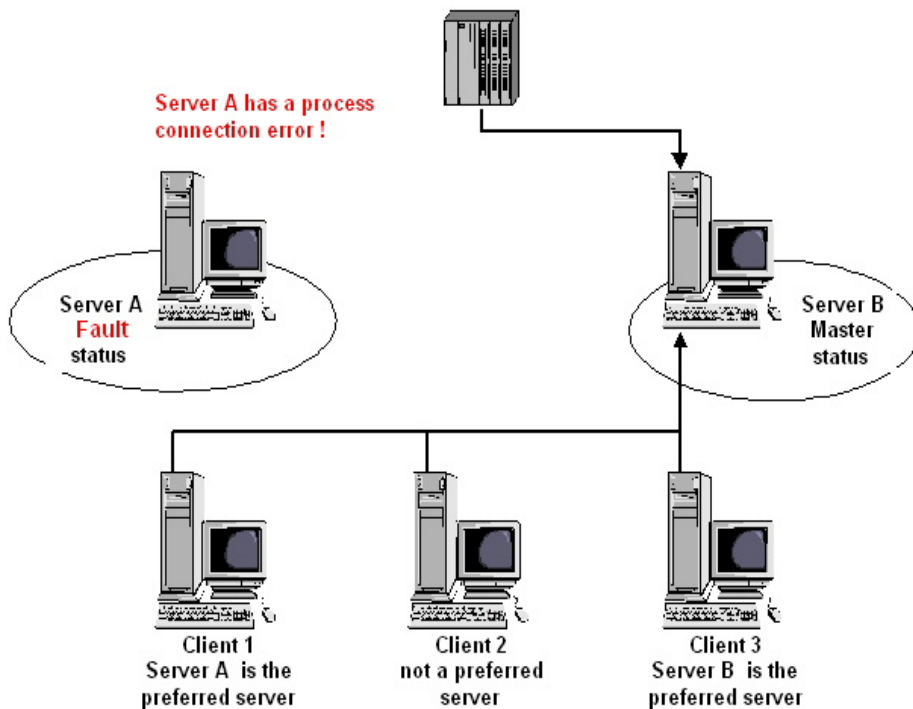 Server A has a process
connection error !
Server A
Fault
status
Server B
Master
status
Client 1
Server A is the
preferred server
Client 2
not a preferred
server
Client 3
Server B is the
preferred server